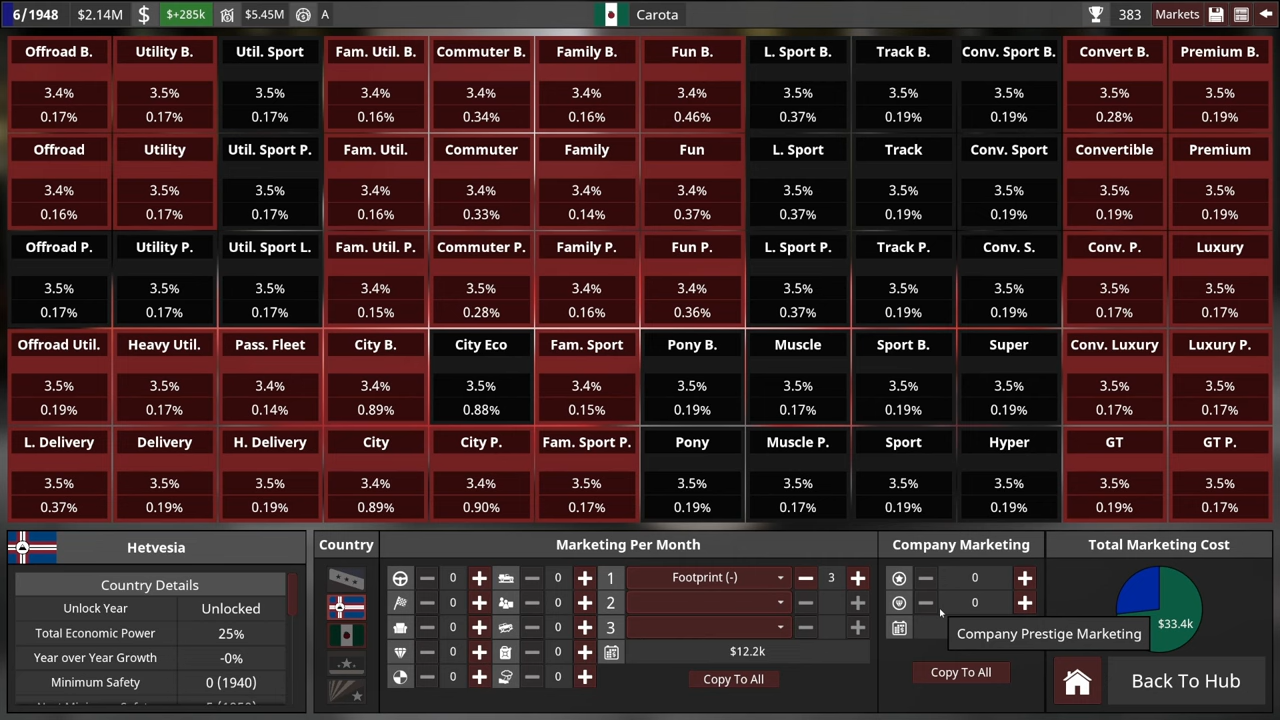 6/1948 $2.14M $ $+285k $5.45M A Carota 383 Markets
Offroad B. Utility B. Util. Sport Fam. Util. B. Commuter B. Family B. Fun B. L. Sport B. Track B. Conv. Sport B. Convert B. Premium B.
3.4% 3.5% 3.5% 3.4% 3.4% 3.4% 3.4% 3.5% 3.5% 3.5% 3.5% 3.5%
0.17% 0.17% 0.17% 0.16% 0.34% 0.16% 0.46% 0.37% 0.19% 0.19% 0.28% 0.19%
Offroad Utility Util. Sport P. Fam. Util. Commuter Family Fun L. Sport Track Conv. Sport Convertible Premium
3.4% 3.5% 3.5% 3.4% 3.4% 3.4% 3.4% 3.5% 3.5% 3.5% 3.5% 3.5%
0.16% 0.17% 0.17% 0.16% 0.33% 0.14% 0.37% 0.37% 0.19% 0.19% 0.19% 0.19%
Offroad P. Utility P. Util. Sport L. Fam. Util. P. Commuter P. Family P. Fun P. L. Sport P. Track P. Conv. S. Conv. P. Luxury
3.5% 3.5% 3.5% 3.4% 3.4% 3.4% 3.4% 3.5% 3.5% 3.5% 3.5% 3.5%
0.17% 0.17% 0.17% 0.15% 0.28% 0.16% 0.36% 0.37% 0.19% 0.19% 0.17% 0.17%
Offroad Util. Heavy Util. Pass. Fleet City B. City Eco Fam. Sport Pony B. Muscle Sport B. Super Conv. Luxury Luxury P.
3.5% 3.5% 3.4% 3.4% 3.5% 3.4% 3.5% 3.5% 3.5% 3.5% 3.5% 3.5%
0.19% 0.17% 0.14% 0.89% 0.88% 0.15% 0.19% 0.17% 0.19% 0.19% 0.17% 0.17%
L. Delivery Delivery H. Delivery City City P. Fam. Sport P. Pony Muscle P. Sport Hyper GT GT P.
3.5% 3.5% 3.5% 3.4% 3.4% 3.5% 3.5% 3.5% 3.5% 3.5% 3.5% 3.5%
0.37% 0.19% 0.19% 0.89% 0.90% 0.17% 0.19% 0.17% 0.19% 0.19% 0.19% 0.17%
Hetvesia
Country Details
Unlock Year Unlocked
Total Economic Power 25%
Year over Year Growth -0%
Minimum Safety 0 (1940)
Country
Marketing Per Month
0 0 1 Footprint (-) 3
0 0 2
0 0 3
0 0 $12.2k
0 0 Copy To All
Company Marketing
0
0
Company Prestige Marketing
Copy To All
Total Marketing Cost
$33.4k
Back To Hub